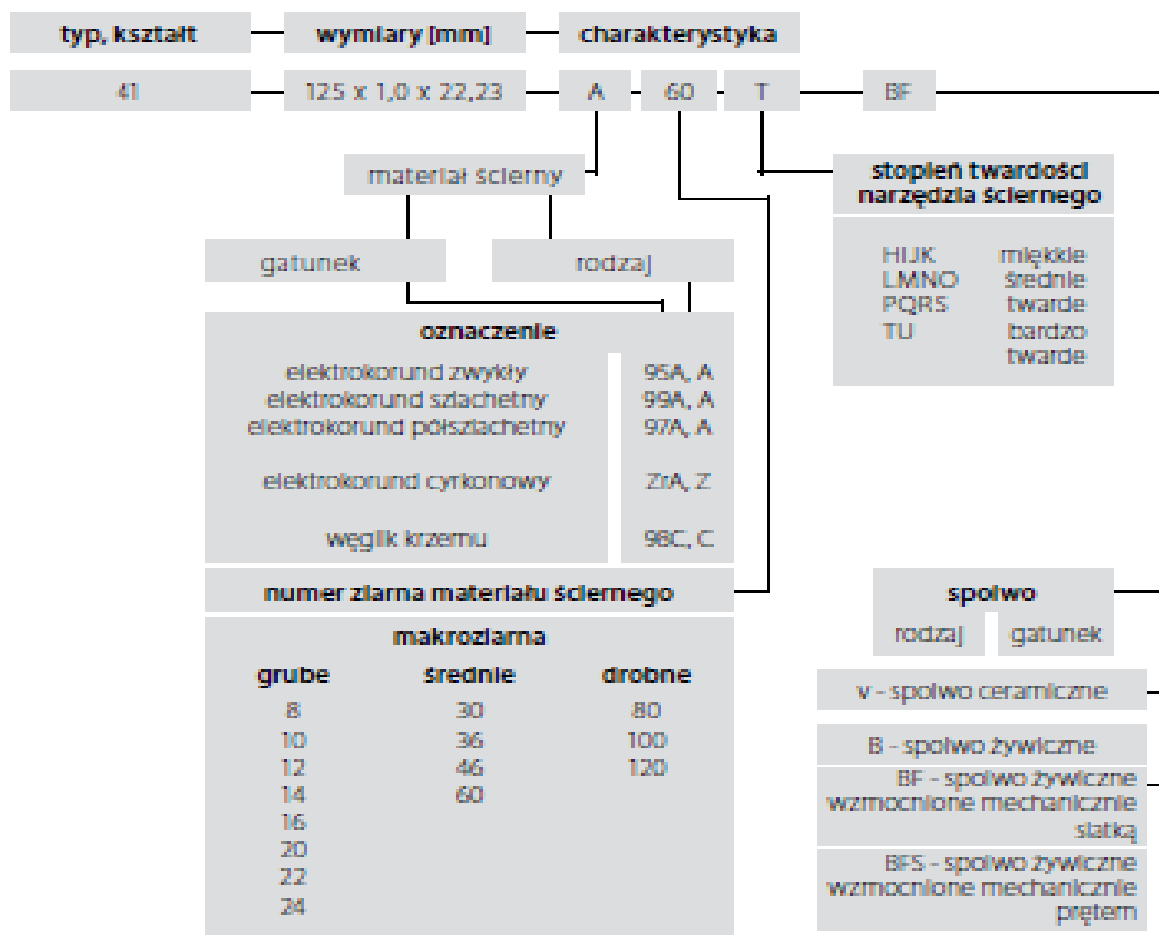 typ, kształt wymiary [mm] charakterystyka
41 125 x 1,0 x 22,23 A 60 T BF
materiał ścierny
stopień twardości
narzędzia ściernego
gatunek rodzaj
HIJK miękkie
LMNO średnie
PQRS twarde
TU bardzo
twarde
oznaczenie
elektrokorund zwykły 95A, A
elektrokorund szlachetny 99A, A
elektrokorund półszlachetny 97A, A
elektrokorund cyrkonowy ZrA, Z
węglik krzemu 98C, C
numer ziarna materiału ściernego
makroziarna
grube średnie drobne
8 30 80
10 36 100
12 46 120
14 60
16
20
22
24
spoiwo
rodzaj gatunek
v - spoiwo ceramiczne
B - spoiwo żywiczne
BF - spoiwo żywiczne
wzmocnione mechanicznie
siatką
BFS - spoiwo żywiczne
wzmocnione mechanicznie
prętem